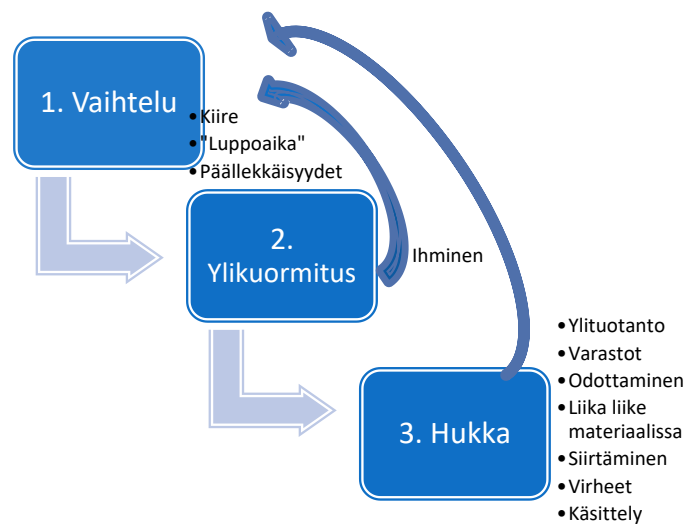 1. Vaihtelu
•Kiire
•"Luppoaika"
•Päällekkäisyydet
2.
Ylikuormitus
Ihminen
3. Hukka
•Ylituotanto
•Varastot
•Odottaminen
•Liika liike
materiaalissa
•Siirtäminen
•Virheet
•Käsittely